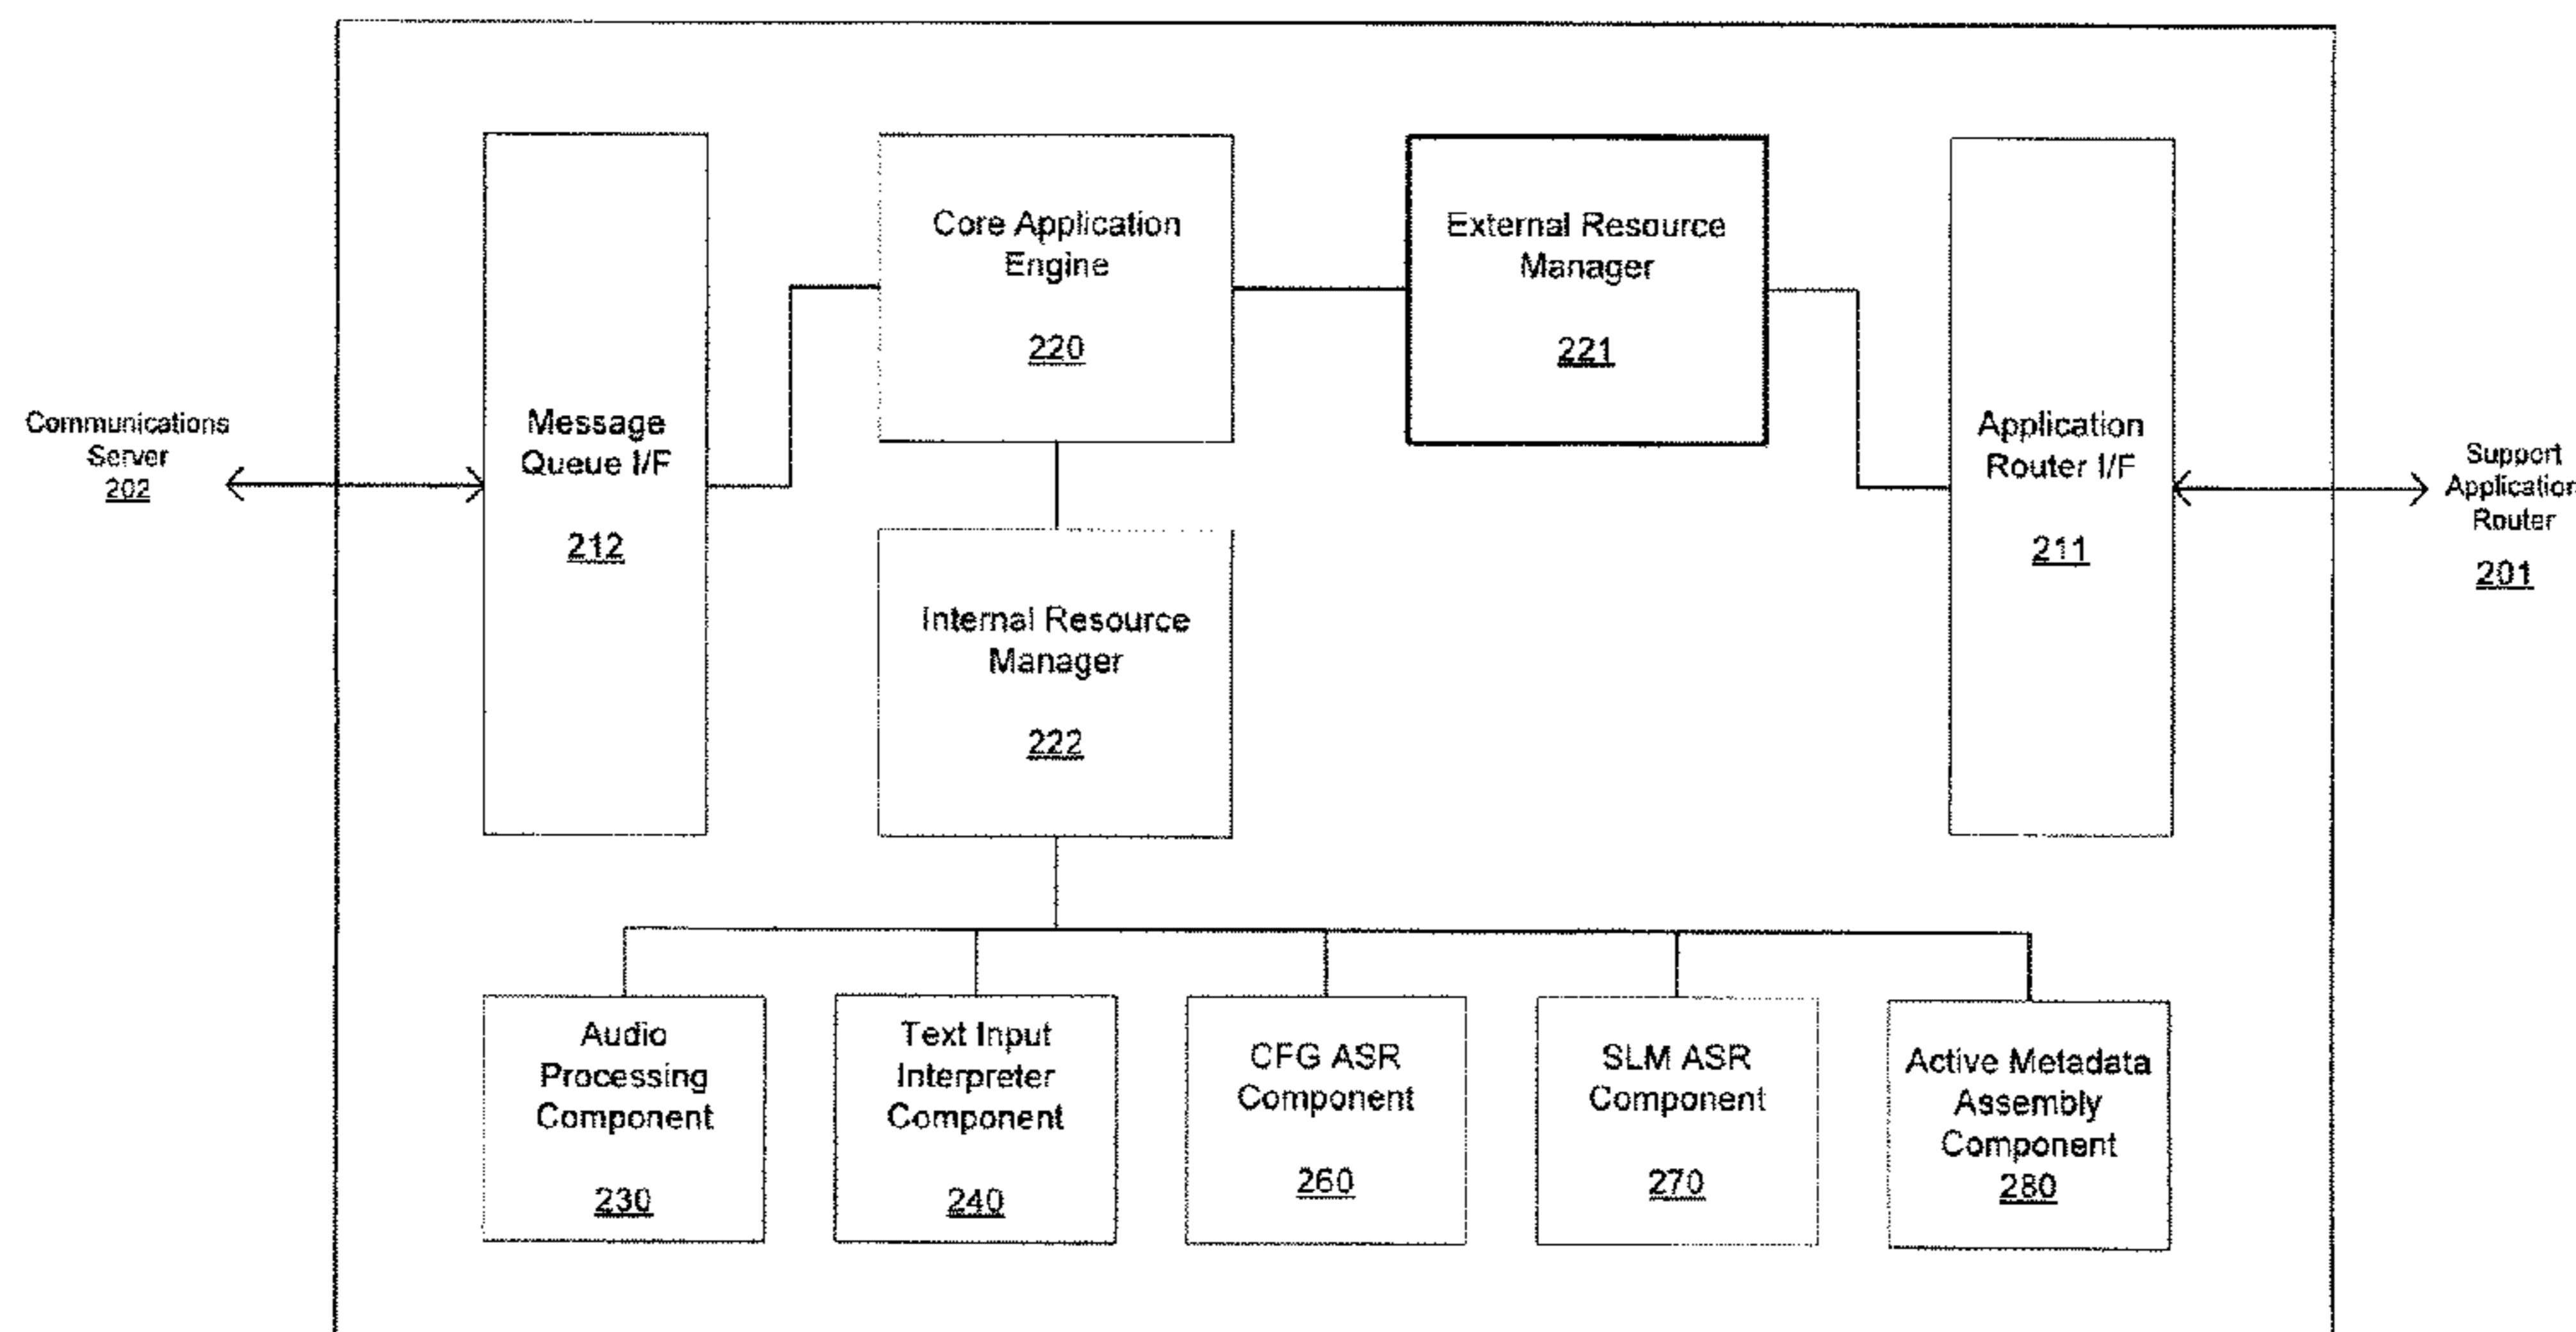 Core Application
Engine
220
External Resource
Manager
221
Communications
Server
202
Message
Queue I/F
212
Application
Router I/F
211
Support
Application
Router
201
Internal Resource
Manager
222
Audio
Processing
Component
230
Text Input
Interpreter
Component
240
CFG ASR
Component
260
SLM ASR
Component
270
Active Metadata
Assembly
Component
280